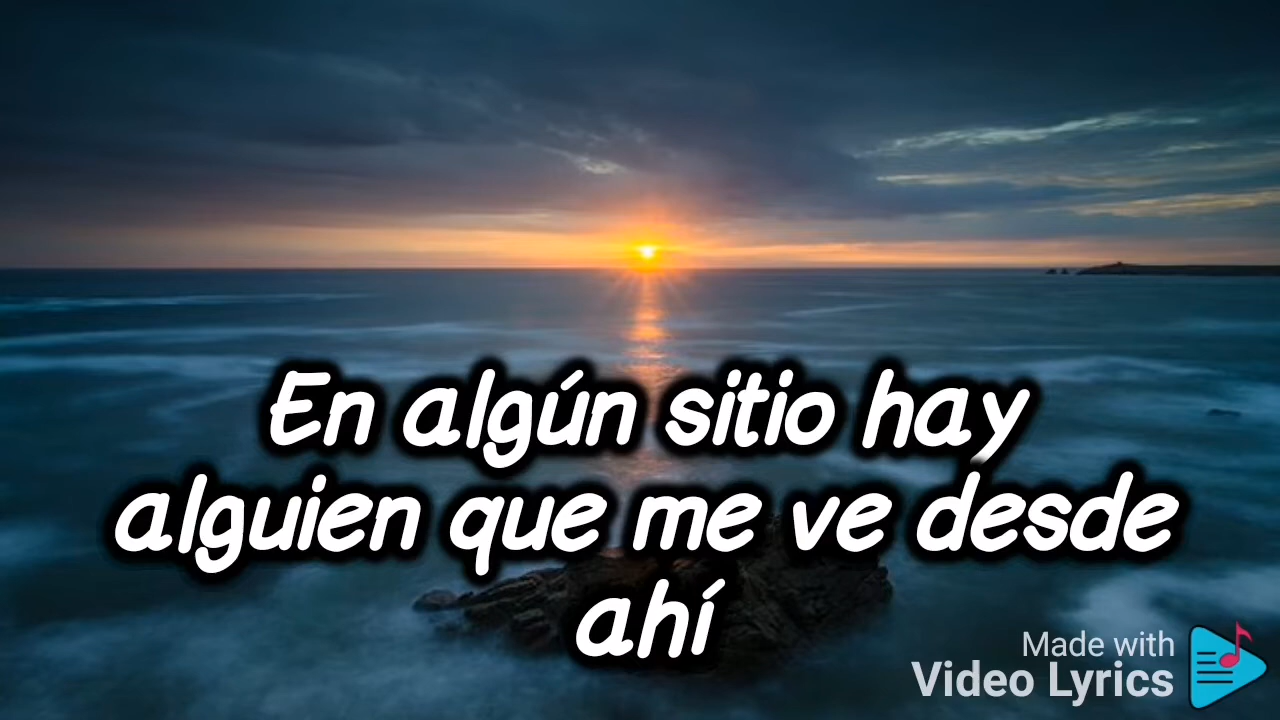 En algún sitio hay
alguien que me ve desde
ahí
Made with
Video Lyrics